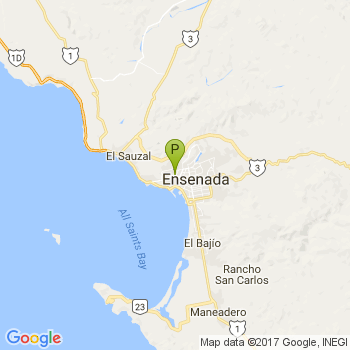 3
1D
1
P
El Sauzal
Ensenada
3
All Saints Bay
El Bajío
Rancho
San Carlos
23
Maneadero
1
Google
Map data ©2017 Google, INEGI